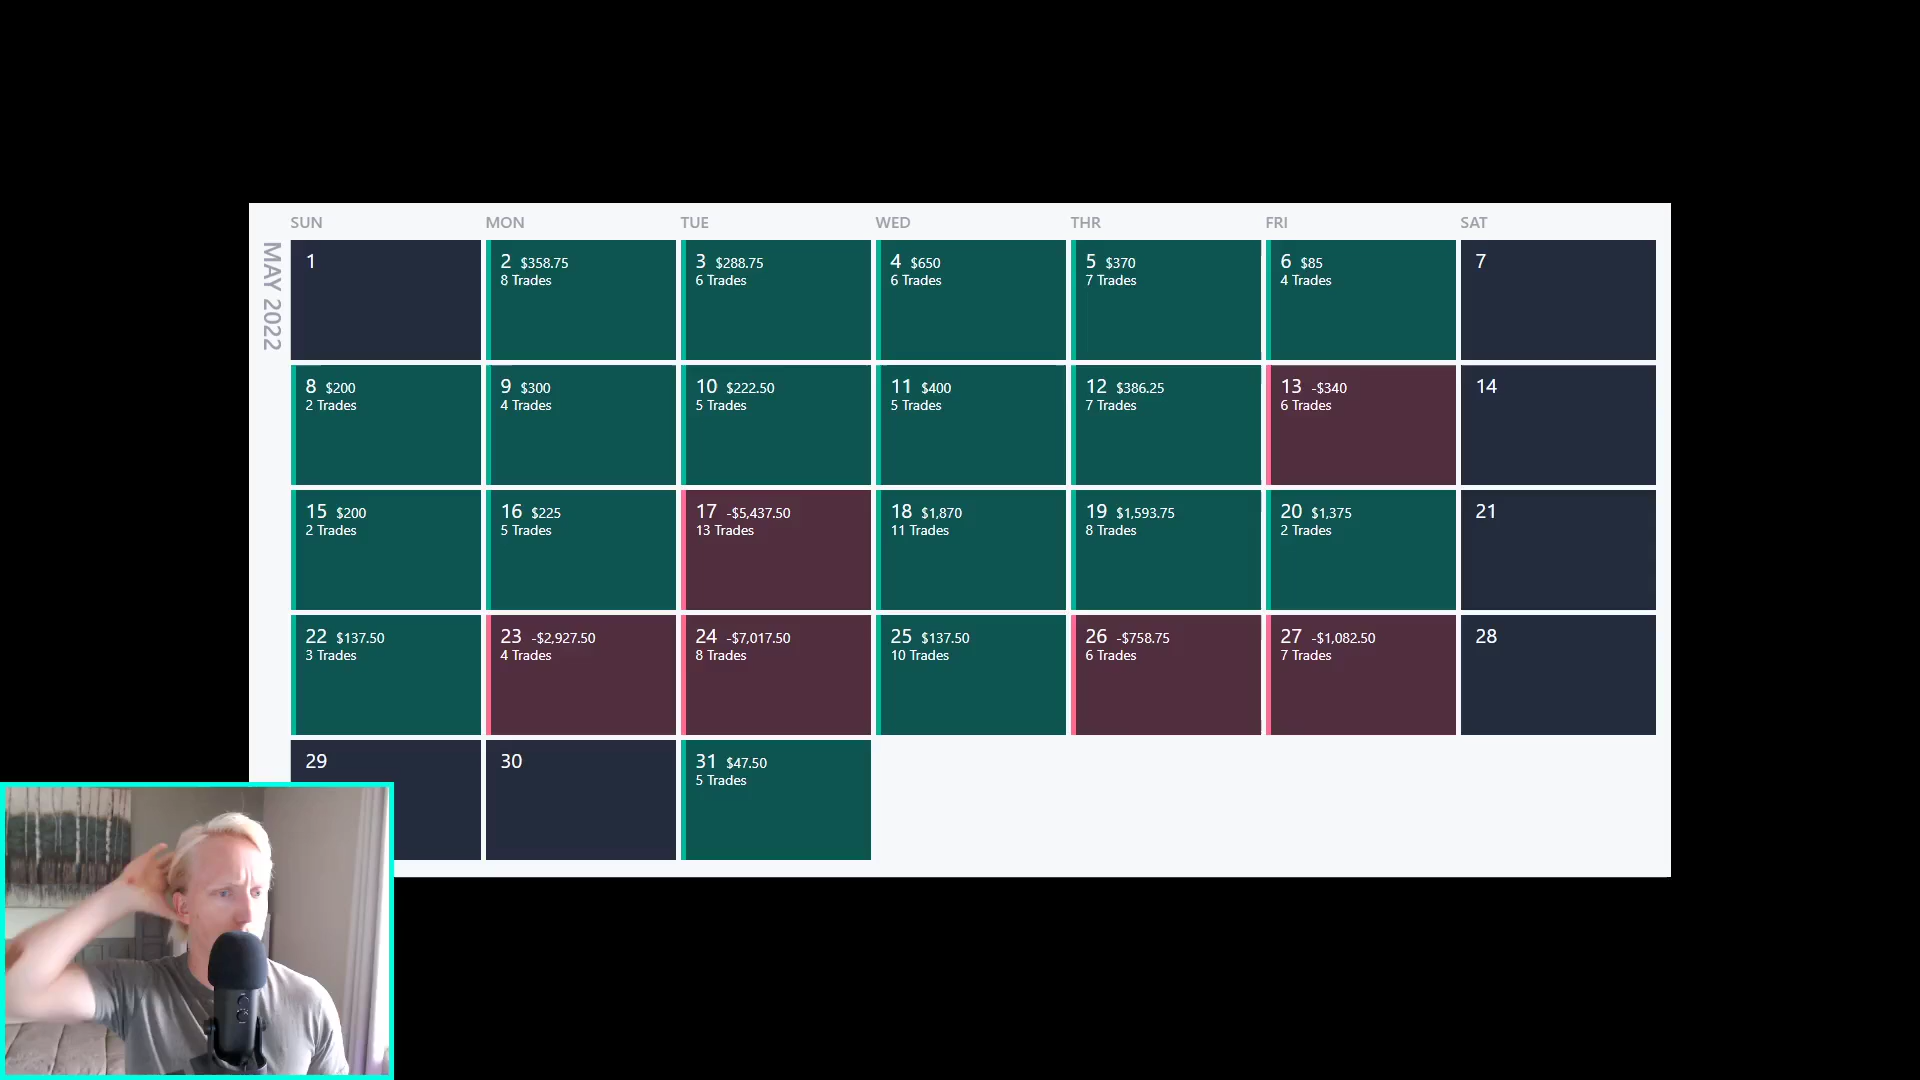 SUN MON TUE WED THR FRI SAT
MAY 2022
1
2 $358.75
8 Trades
3 $288.75
6 Trades
4 $650
6 Trades
5 $370
7 Trades
6 $85
4 Trades
7
8 $200
2 Trades
9 $300
4 Trades
10 $222.50
5 Trades
11 $400
5 Trades
12 $386.25
7 Trades
13 -$340
6 Trades
14
15 $200
2 Trades
16 $225
5 Trades
17 -$5,437.50
13 Trades
18 $1,870
11 Trades
19 $1,593.75
8 Trades
20 $1,375
2 Trades
21
22 $137.50
3 Trades
23 -$2,927.50
4 Trades
24 -$7,017.50
8 Trades
25 $137.50
10 Trades
26 -$758.75
6 Trades
27 -$1,082.50
7 Trades
28
29
30
31 $47.50
5 Trades